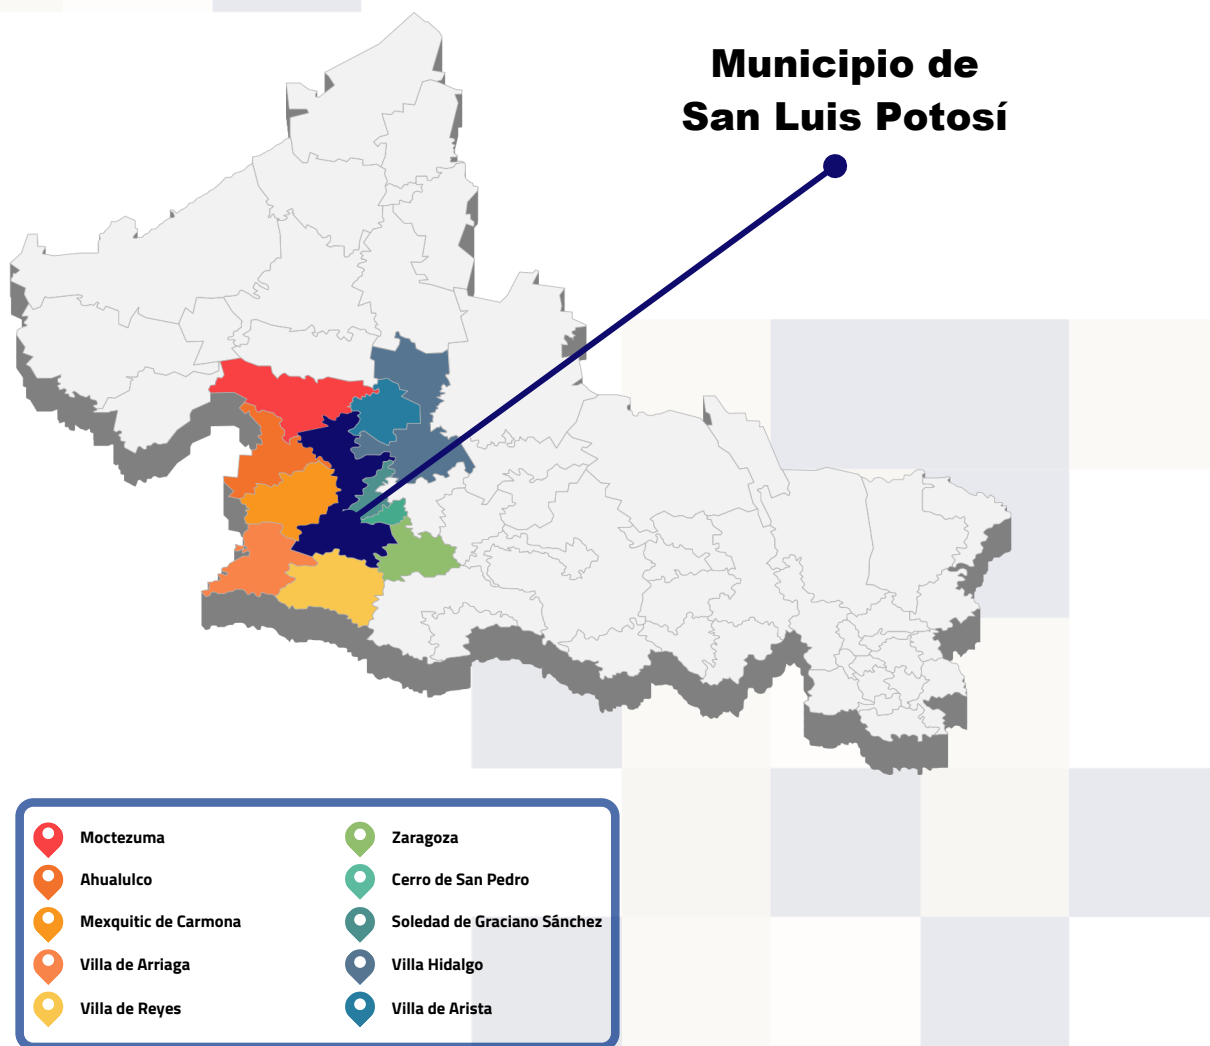 Municipio de
San Luis Potosí
Moctezuma
Ahualulco
Mexquitic de Carmona
Villa de Arriaga
Villa de Reyes
Zaragoza
Cerro de San Pedro
Soledad de Graciano Sánchez
Villa Hidalgo
Villa de Arista